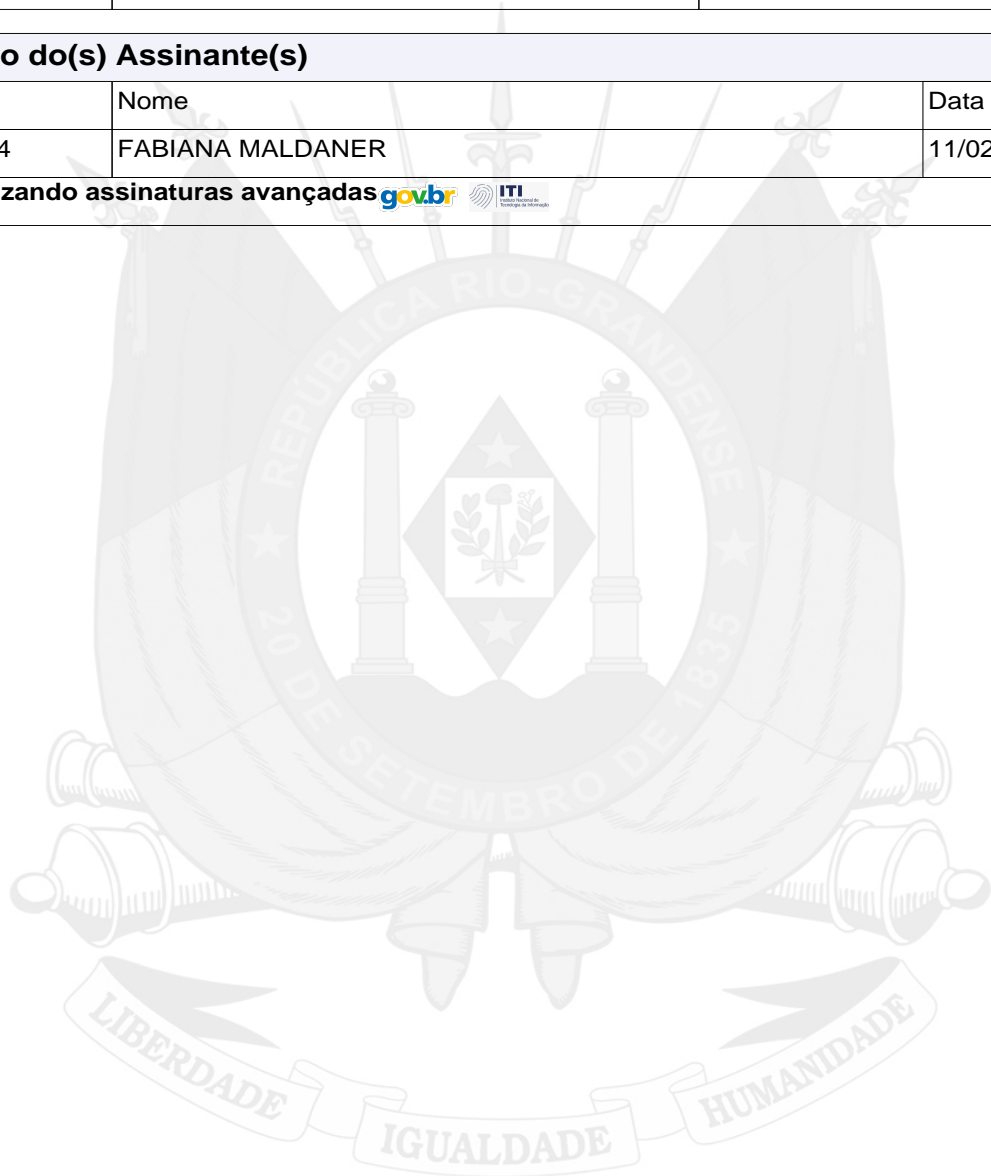 o do(s) Assinante(s)
Nome Data
4 FABIANA MALDANER 11/02
zando assinaturas avançadas gov.br ITI
REPÚBLICA RIO-GRANDENSE
20 DE SETEMBRO DE 1835
LIBERDADE IGUALDADE HUMANIDADE